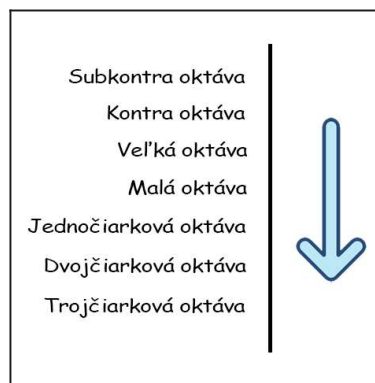 Subkontra oktáva
Kontra oktáva
Veľká oktáva
Malá oktáva
Jednočiarková oktáva
Dvojčiarková oktáva
Trojčiarková oktáva